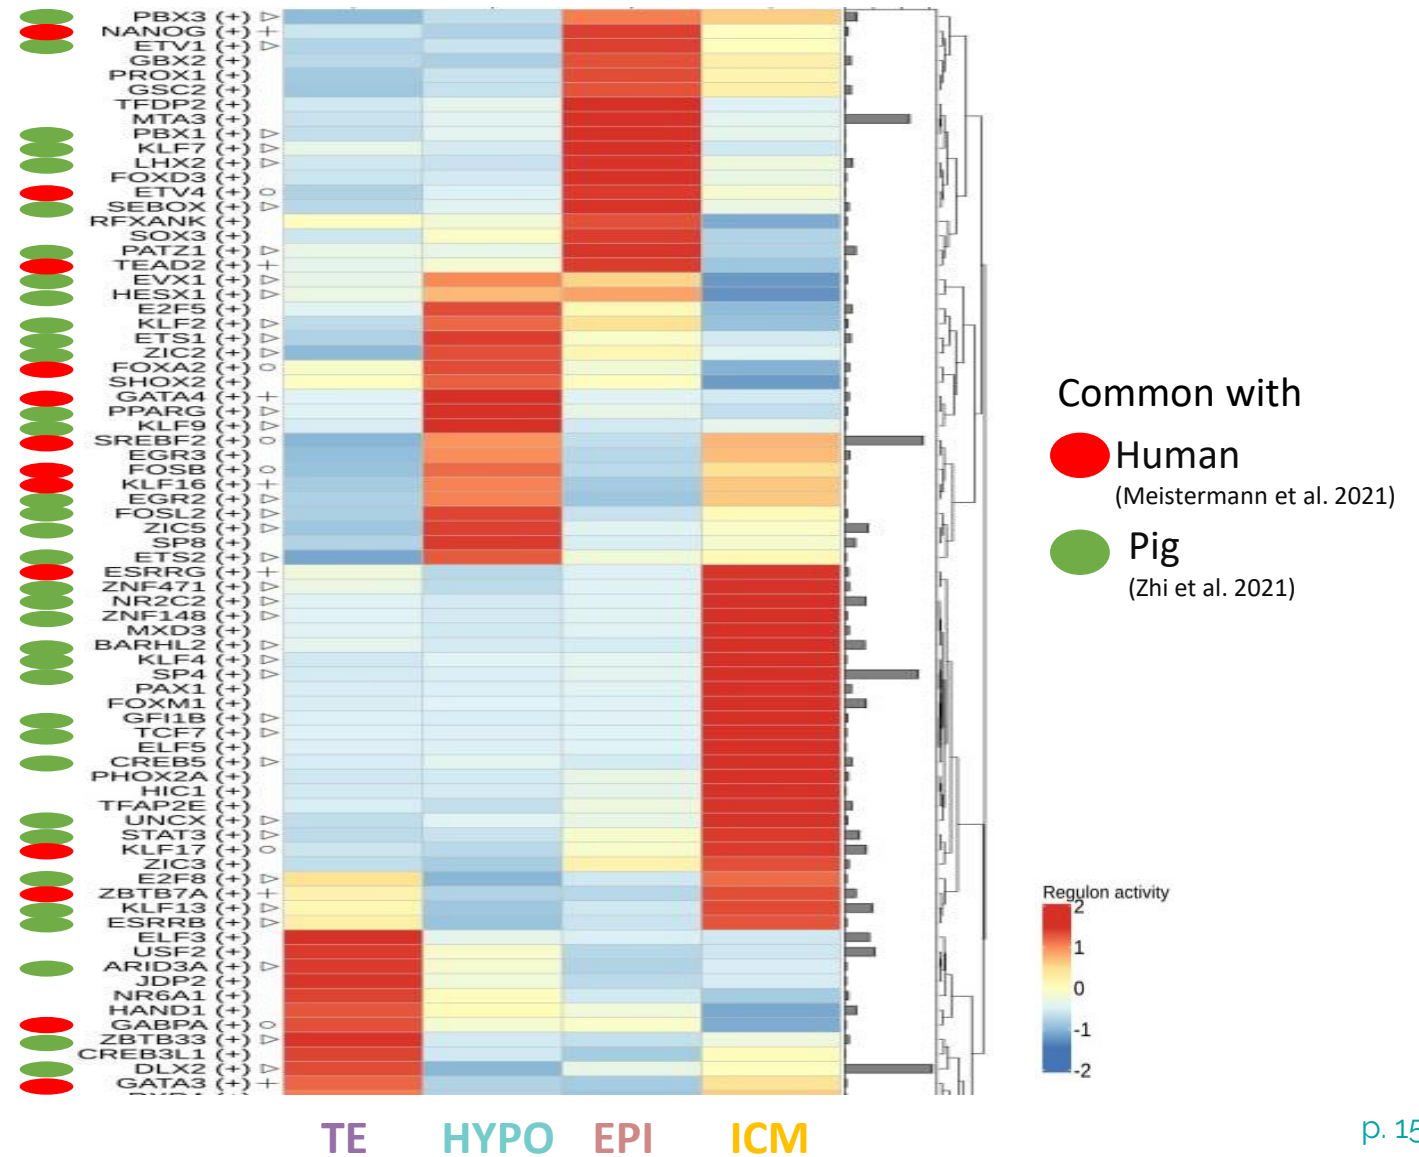 PBX3 (+) ▷
NANOG (+) +
ETV1 (+) ▷
GBX2 (+)
PROX1 (+)
GSC2 (+)
TFDP2 (+)
MTA3 (+)
PBX1 (+) ▷
KLF7 (+) ▷
LHX2 (+) ▷
FOXD3 (+)
ETV4 (+) ○
SEBOX (+) ▷
RFXANK (+)
SOX3 (+)
PATZ1 (+) ▷
TEAD2 (+) +
EVX1 (+) ▷
HESX1 (+) ▷
E2F5 (+)
KLF2 (+) ▷
ETS1 (+) ▷
ZIC2 (+) ▷
FOXA2 (+) ○
SHOX2 (+)
GATA4 (+) +
PPARG (+) ▷
KLF9 (+) ▷
SREBF2 (+) ○
EGR3 (+)
FOSB (+) ○
KLF16 (+) +
EGR2 (+) ▷
FOSL2 (+) ▷
ZIC5 (+) ▷
SP8 (+)
ETS2 (+) ▷
ESRRG (+) +
ZNF471 (+) ▷
NR2C2 (+) ▷
ZNF148 (+) ▷
MXD3 (+)
BARHL2 (+) ▷
KLF4 (+) ▷
SP4 (+) ▷
PAX1 (+)
FOXM1 (+)
GFI1B (+) ▷
TCF7 (+) ▷
ELF5 (+)
CREB5 (+) ▷
PHOX2A (+)
HIC1 (+)
TFAP2E (+)
UNCX (+) ▷
STAT3 (+) ▷
KLF17 (+) ○
ZIC3 (+)
E2F8 (+) ▷
ZBTB7A (+) +
KLF13 (+) ▷
ESRRB (+) ▷
ELF3 (+)
USF2 (+)
ARID3A (+) ▷
JDP2 (+)
NR6A1 (+)
HAND1 (+)
GABPA (+) ○
ZBTB33 (+) ▷
CREB3L1 (+)
DLX2 (+) ▷
GATA3 (+) +
TE HYPO EPI ICM
Common with
Human
(Meistermann et al. 2021)
Pig
(Zhi et al. 2021)
Regulon activity
2
1
0
-1
-2
p. 15